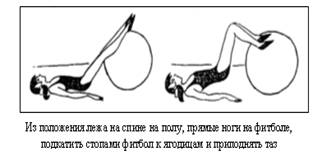 Из положения лежа на спине на полу, прямые ноги на фитболе,
подкатить стопами фитбол к ягодицам и приподнять таз